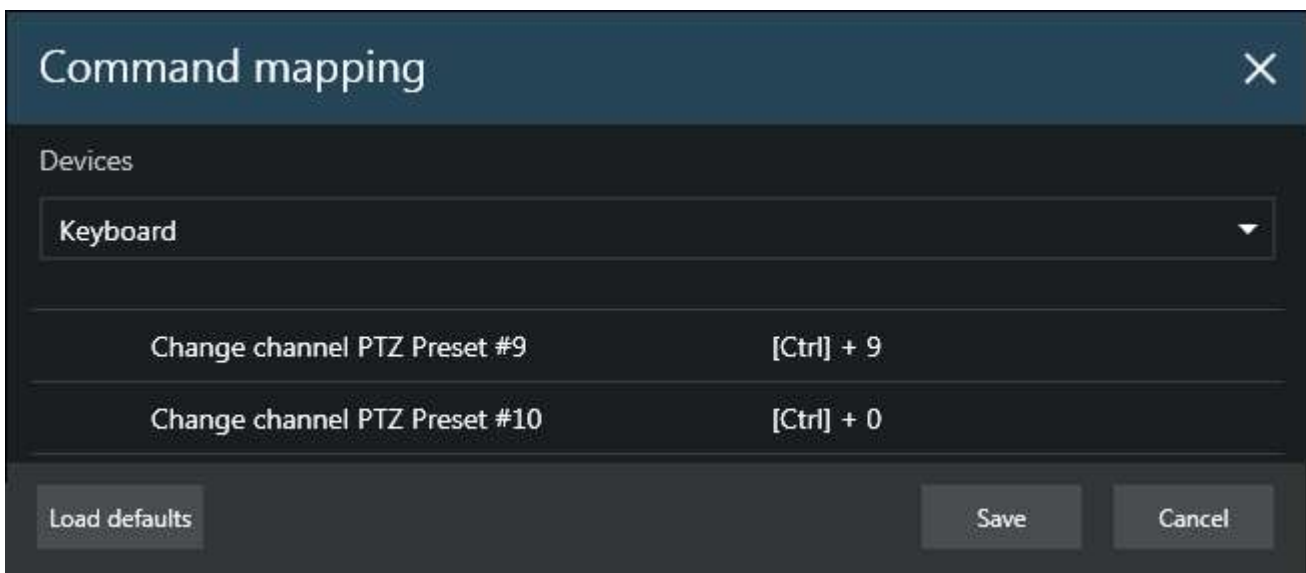 Command mapping
Devices
Keyboard
Change channel PTZ Preset #9 [Ctrl] + 9
Change channel PTZ Preset #10 [Ctrl] + 0
Load defaults Save Cancel